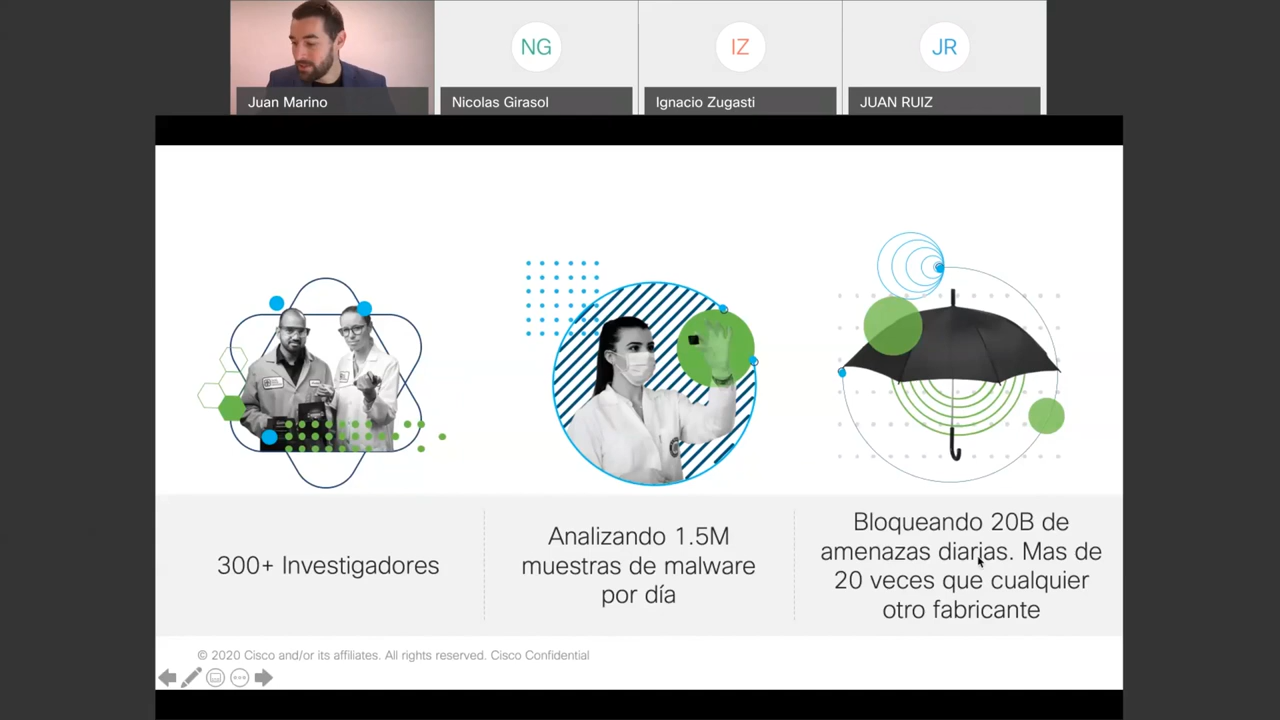 NG
IZ
JR
Juan Marino
Nicolas Girasol
Ignacio Zugasti
JUAN RUIZ
300+ Investigadores
Analizando 1.5M
muestras de malware
por día
Bloqueando 20B de
amenazas diarias. Mas de
20 veces que cualquier
otro fabricante
© 2020 Cisco and/or its affiliates. All rights reserved. Cisco Confidential